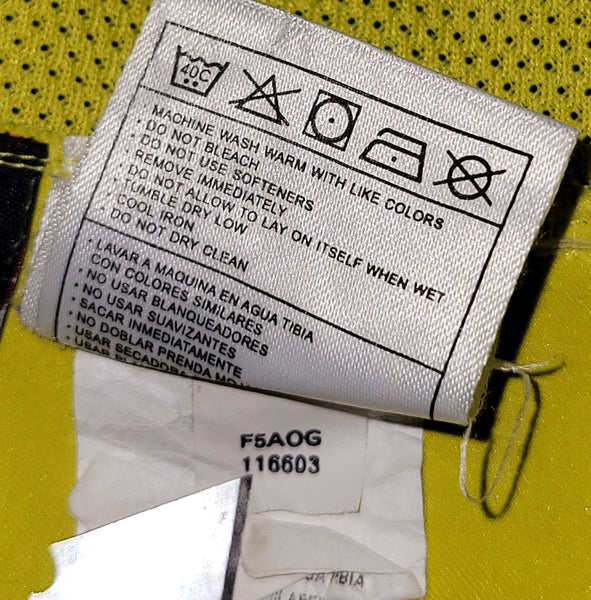 40C
· MACHINE WASH WARM WITH LIKE COLORS
· DO NOT BLEACH
· DO NOT USE SOFTENERS
· REMOVE IMMEDIATELY
· DO NOT ALLOW TO LAY ON ITSELF WHEN WET
· TUMBLE DRY LOW
· COOL IRON
· DO NOT DRY CLEAN
· LAVAR A MAQUINA EN AGUA TIBIA
CON COLORES SIMILARES
· NO USAR BLANQUEADORES
· NO USAR SUAVIZANTES
· SACAR INMEDIATAMENTE
· NO DOBLAR PRENDA MOJ
· USAR SECADORA
F5AOG
116603